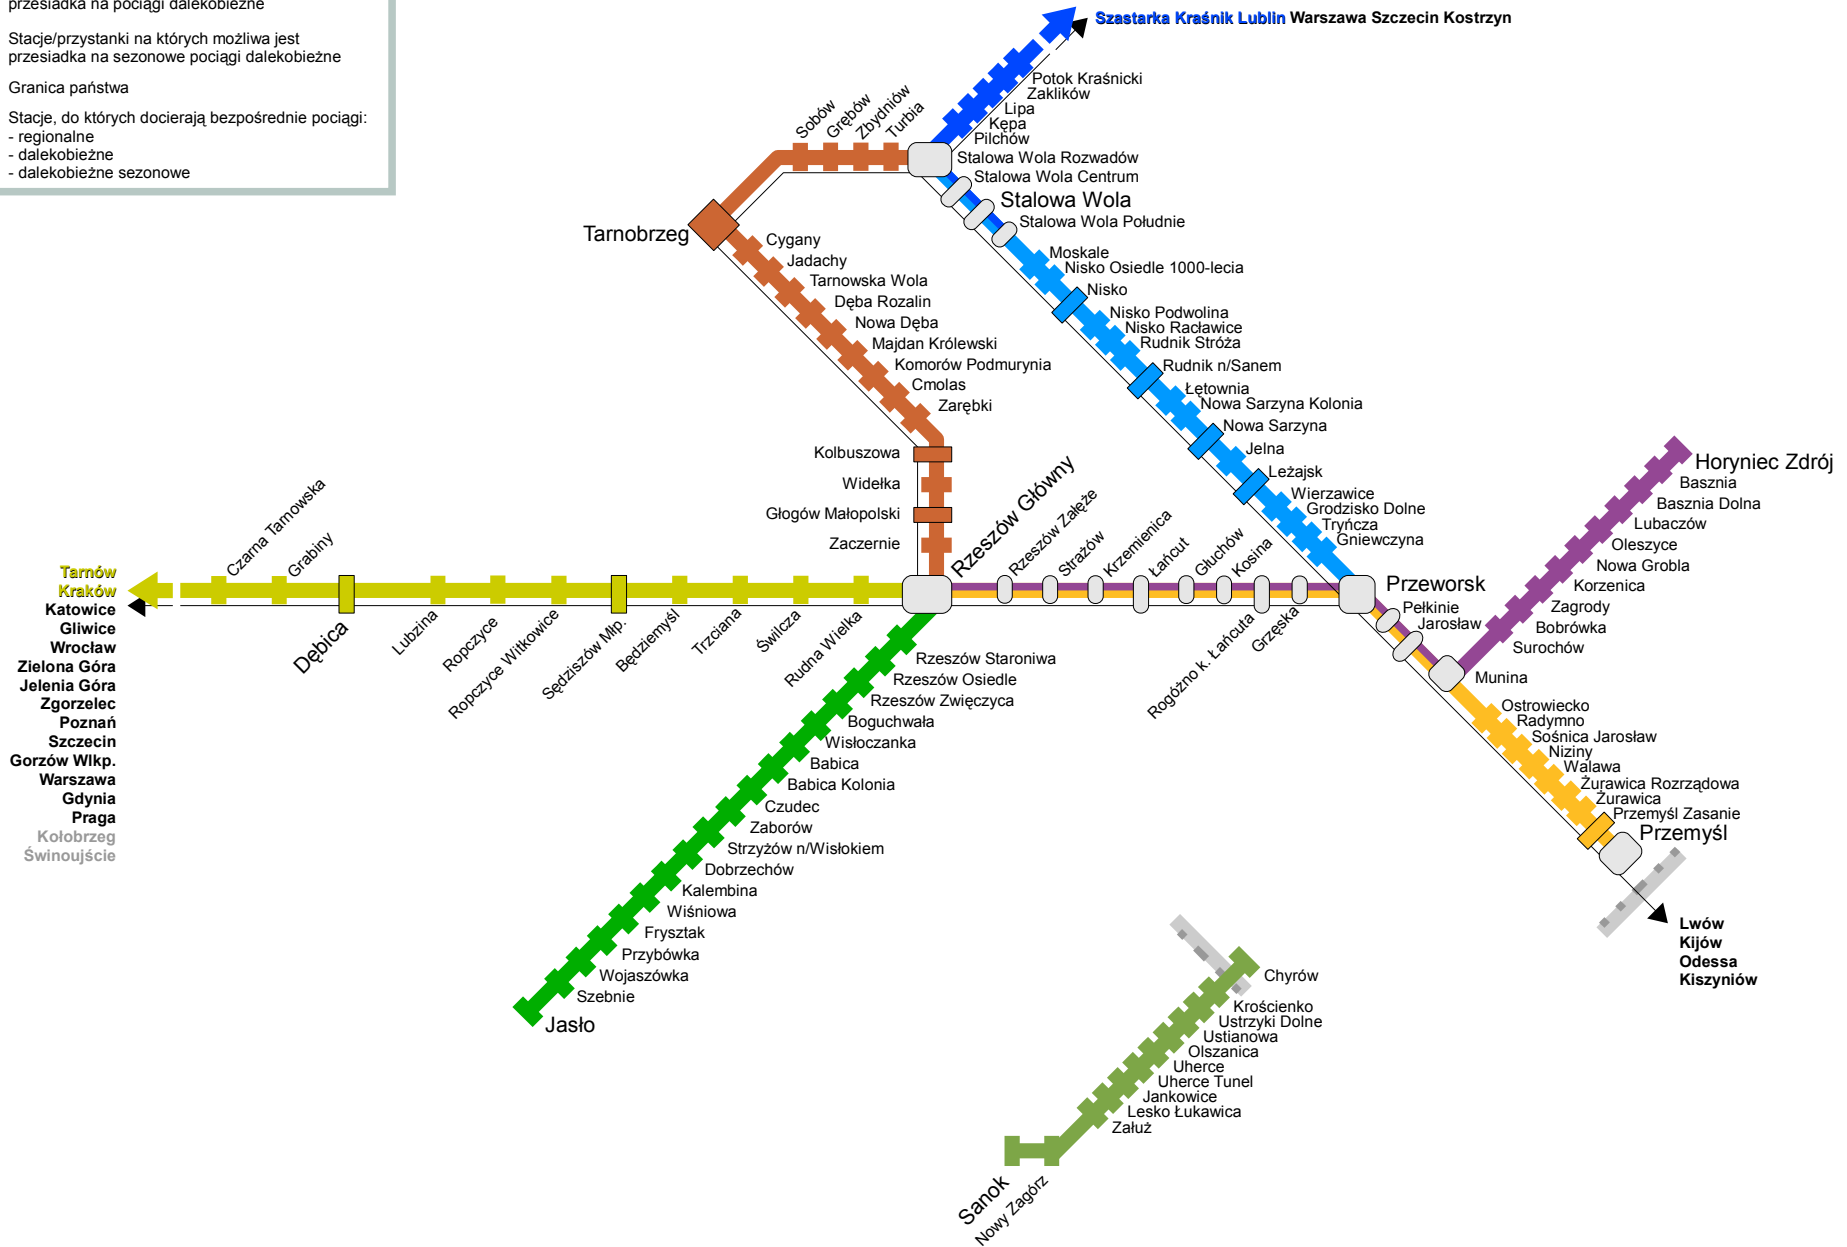 przesiadka na pociągi dalekobieżne
Stacje/przystanki na których możliwa jest
przesiadka na sezonowe pociągi dalekobieżne
Granica państwa
Stacje, do których docierają bezpośrednie pociągi:
- regionalne
- dalekobieżne
- dalekobieżne sezonowe
Szastarka Kraśnik Lublin Warszawa Szczecin Kostrzyn
Potok Kraśnicki
Zaklików
Lipa
Kępa
Pilchów
Sobów
Grębów
Zbydniów
Turbia
Stalowa Wola Rozwadów
Stalowa Wola Centrum
Stalowa Wola
Stalowa Wola Południe
Tarnobrzeg
Cygany
Jadachy
Tarnowska Wola
Dęba Rozalin
Nowa Dęba
Majdan Królewski
Komorów Podmurynia
Cmolas
Zarębki
Kolbuszowa
Widełka
Głogów Małopolski
Zaczernie
Moskale
Nisko Osiedle 1000-lecia
Nisko
Nisko Podwolina
Nisko Racławice
Rudnik Stróża
Rudnik n/Sanem
Łętownia
Nowa Sarzyna Kolonia
Nowa Sarzyna
Jelna
Leżajsk
Wierzawice
Grodzisko Dolne
Tryńcza
Gniewczyna
Horyniec Zdrój
Basznia
Basznia Dolna
Lubaczów
Oleszyce
Nowa Grobla
Korzenica
Zagrody
Bobrówka
Surochów
Tarnów
Kraków
Katowice
Gliwice
Wrocław
Zielona Góra
Jelenia Góra
Zgorzelec
Poznań
Szczecin
Gorzów Wlkp.
Warszawa
Gdynia
Praga
Kołobrzeg
Świnoujście
Czarna Tarnowska
Grabiny
Dębica
Lubzina
Ropczyce
Ropczyce Witkowice
Sędziszów Młp.
Będziemyśl
Trzciana
Świlcza
Rudna Wielka
Rzeszów Główny
Rzeszów Załęże
Strażów
Krzemienica
Łańcut
Głuchów
Kosina
Rogóżno k. Łańcuta
Grzęska
Przeworsk
Pełkinie
Jarosław
Munina
Ostrowiecko
Radymno
Sośnica Jarosław
Niziny
Walawa
Żurawica Rozrządowa
Żurawica
Przemyśl Zasanie
Przemyśl
Lwów
Kijów
Odessa
Kiszyniów
Rzeszów Staroniwa
Rzeszów Osiedle
Rzeszów Zwięczyca
Boguchwała
Wisłoczanka
Babica
Babica Kolonia
Czudec
Zaborów
Strzyżów n/Wisłokiem
Dobrzechów
Kalembina
Wiśniowa
Frysztak
Przybówka
Wojaszówka
Szebnie
Jasło
Chyrów
Krościenko
Ustrzyki Dolne
Ustianowa
Olszanica
Uherce
Uherce Tunel
Jankowice
Lesko Łukawica
Załuż
Sanok
Nowy Zagórz